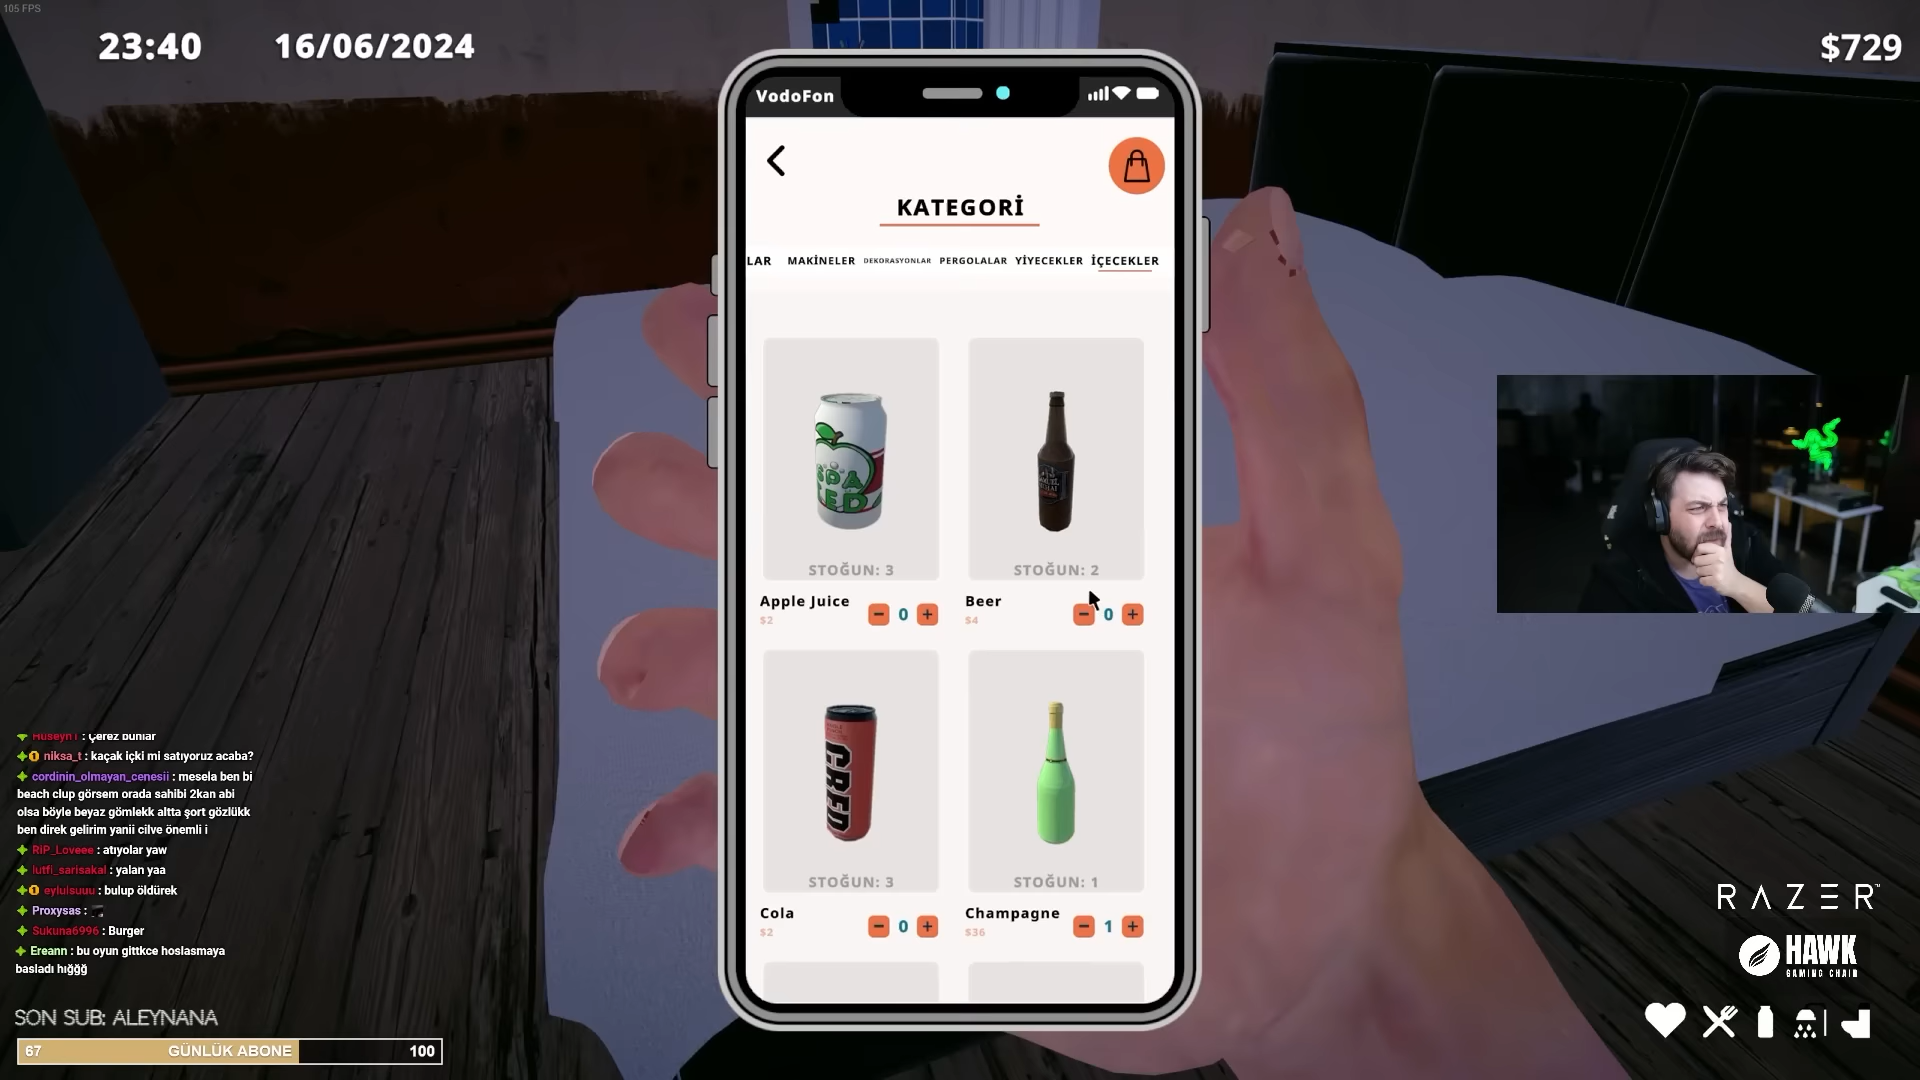 105 FPS
23:40 16/06/2024
$729
VodoFon
KATEGORİ
LAR MAKİNELER DEKORASYONLAR PERGOLALAR YİYECEKLER İÇECEKLER
STOĞUN: 3
STOĞUN: 2
Apple Juice
$2
- 0 +
Beer
$4
- 0 +
CRED
STOĞUN: 3
STOĞUN: 1
Cola
$2
- 0 +
Champagne
$36
- 1 +
: Çerez bunlar
niksa_t : kaçak içki mi satıyoruz acaba?
cordinin_olmayan_cenesii : mesela ben bi
beach clup görsem orada sahibi 2kan abi
olsa böyle beyaz gömlekk altta şort gözlükk
ben direk gelirim yanii cilve önemli i
RiP_Loveee : atıyolar yaw
lutfi_sarisakal : yalan yaa
eyluisuuu : bulup öldürek
Proxysas :
Sukuna6996 : Burger
Ereann : bu oyun gittkce hoslasmaya
basladı hığğğ
SON SUB: ALEYNANA
67 GÜNLÜK ABONE 100
RAZER™
HAWK
GAMING CHAIR